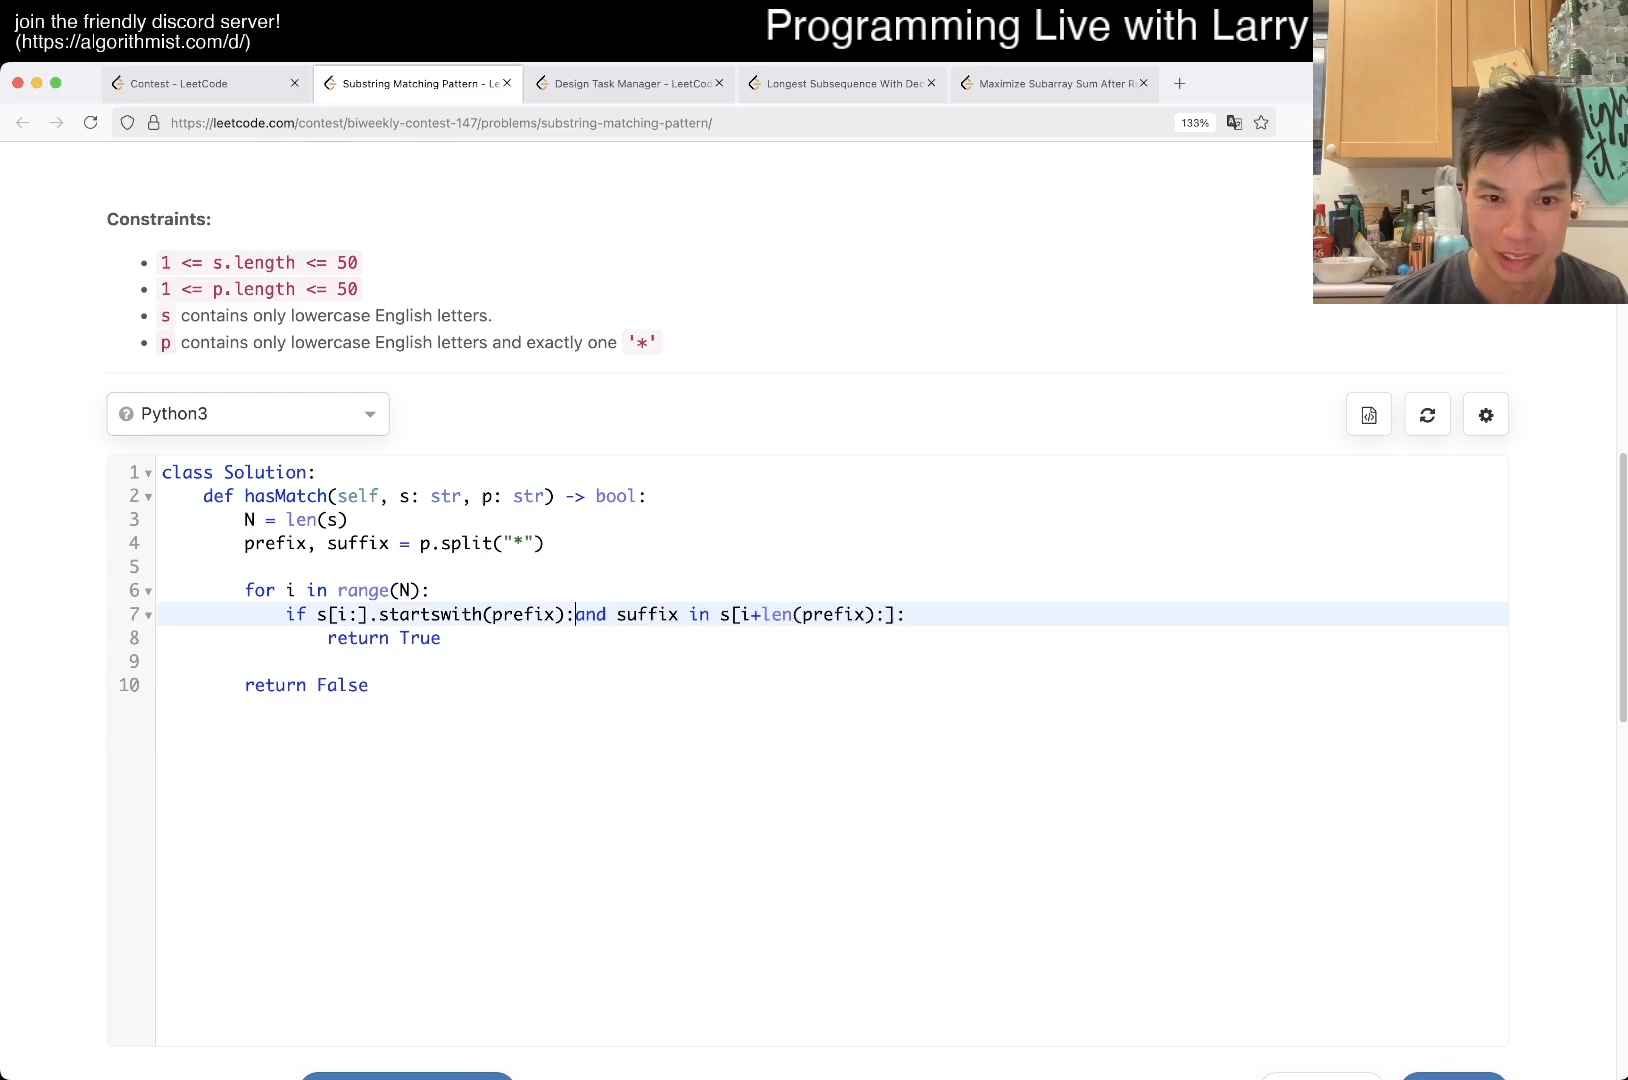 join the friendly discord server!
(https://algorithmist.com/d/)
Programming Live with Larry
Contest - LeetCode
Substring Matching Pattern - Le
Design Task Manager - LeetCod
Longest Subsequence With Dec
Maximize Subarray Sum After R
https://leetcode.com/contest/biweekly-contest-147/problems/substring-matching-pattern/
133%
Constraints:
1 <= s.length <= 50
1 <= p.length <= 50
s contains only lowercase English letters.
p contains only lowercase English letters and exactly one '*'
Python3
1 class Solution:
2 def hasMatch(self, s: str, p: str) -> bool:
3 N = len(s)
4 prefix, suffix = p.split("*")
5
6 for i in range(N):
7 if s[i:].startswith(prefix):and suffix in s[i+len(prefix):]:
8 return True
9
10 return False